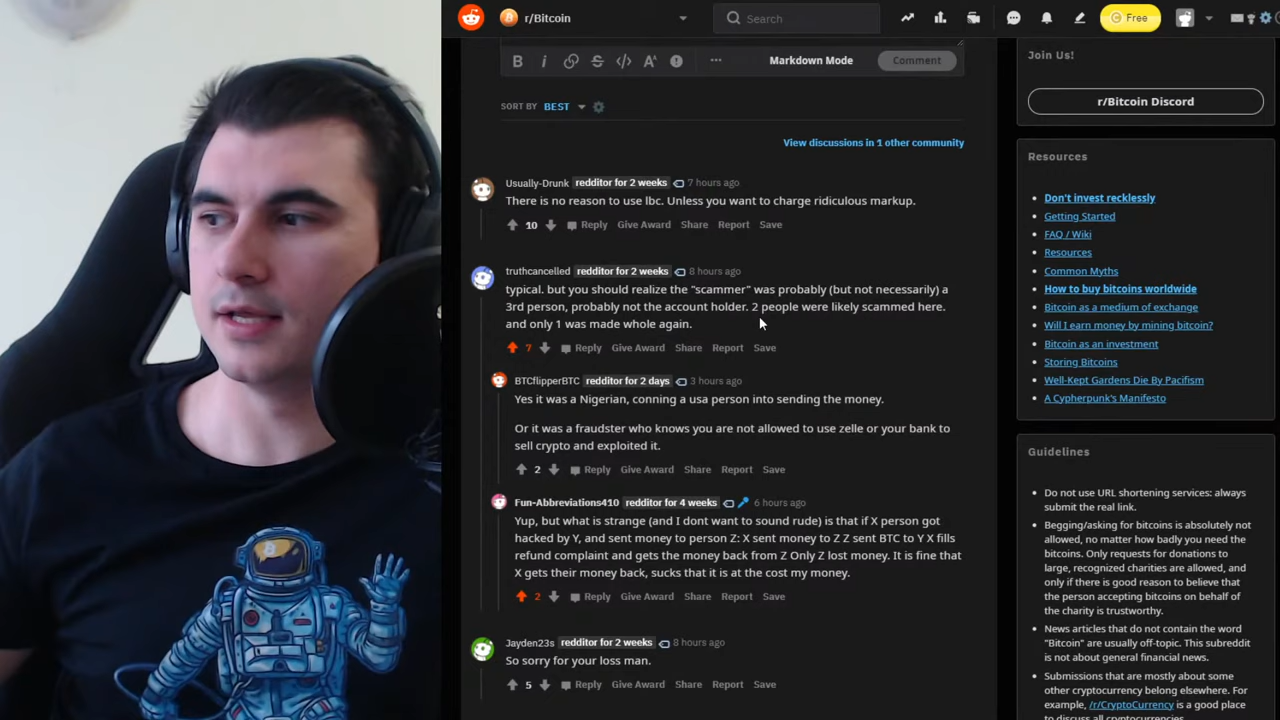 r/Bitcoin
Search
Free
Markdown Mode
Comment
SORT BY BEST
View discussions in 1 other community
Usually-Drunk redditor for 2 weeks 7 hours ago
There is no reason to use lbc. Unless you want to charge ridiculous markup.
10 Reply Give Award Share Report Save
truthcancelled redditor for 2 weeks 8 hours ago
typical. but you should realize the "scammer" was probably (but not necessarily) a
3rd person, probably not the account holder. 2 people were likely scammed here.
and only 1 was made whole again.
7 Reply Give Award Share Report Save
BTCflipperBTC redditor for 2 days 3 hours ago
Yes it was a Nigerian, conning a usa person into sending the money.
Or it was a fraudster who knows you are not allowed to use zelle or your bank to
sell crypto and exploited it.
2 Reply Give Award Share Report Save
Fun-Abbreviations410 redditor for 4 weeks 6 hours ago
Yup, but what is strange (and I dont want to sound rude) is that if X person got
hacked by Y, and sent money to person Z: X sent money to Z Z sent BTC to Y X fills
refund complaint and gets the money back from Z Only Z lost money. It is fine that
X gets their money back, sucks that it is at the cost my money.
2 Reply Give Award Share Report Save
Jayden23s redditor for 2 weeks 8 hours ago
So sorry for your loss man.
5 Reply Give Award Share Report Save
Join Us!
r/Bitcoin Discord
Resources
Don't invest recklessly
Getting Started
FAQ / Wiki
Resources
Common Myths
How to buy bitcoins worldwide
Bitcoin as a medium of exchange
Will I earn money by mining bitcoin?
Bitcoin as an investment
Storing Bitcoins
Well-Kept Gardens Die By Pacifism
A Cypherpunk's Manifesto
Guidelines
Do not use URL shortening services: always
submit the real link.
Begging/asking for bitcoins is absolutely not
allowed, no matter how badly you need the
bitcoins. Only requests for donations to
large, recognized charities are allowed, and
only if there is good reason to believe that
the person accepting bitcoins on behalf of
the charity is trustworthy.
News articles that do not contain the word
"Bitcoin" are usually off-topic. This subreddit
is not about general financial news.
Submissions that are mostly about some
other cryptocurrency belong elsewhere. For
example, /r/CryptoCurrency is a good place
to discuss all cryptocurrencies.